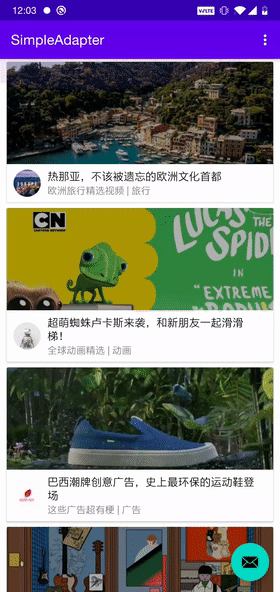 12:03
VoLTE
SimpleAdapter
热那亚，不该被遗忘的欧洲文化首都
欧洲旅行精选视频 | 旅行
CN
CARTOON NETWORK
LUCAS
THE
SPIDE
IN
"EXTREME
超萌蜘蛛卢卡斯来袭，和新朋友一起滑滑
梯！
全球动画精选 | 动画
巴西潮牌创意广告，史上最环保的运动鞋登
场
这些广告超有梗 | 广告